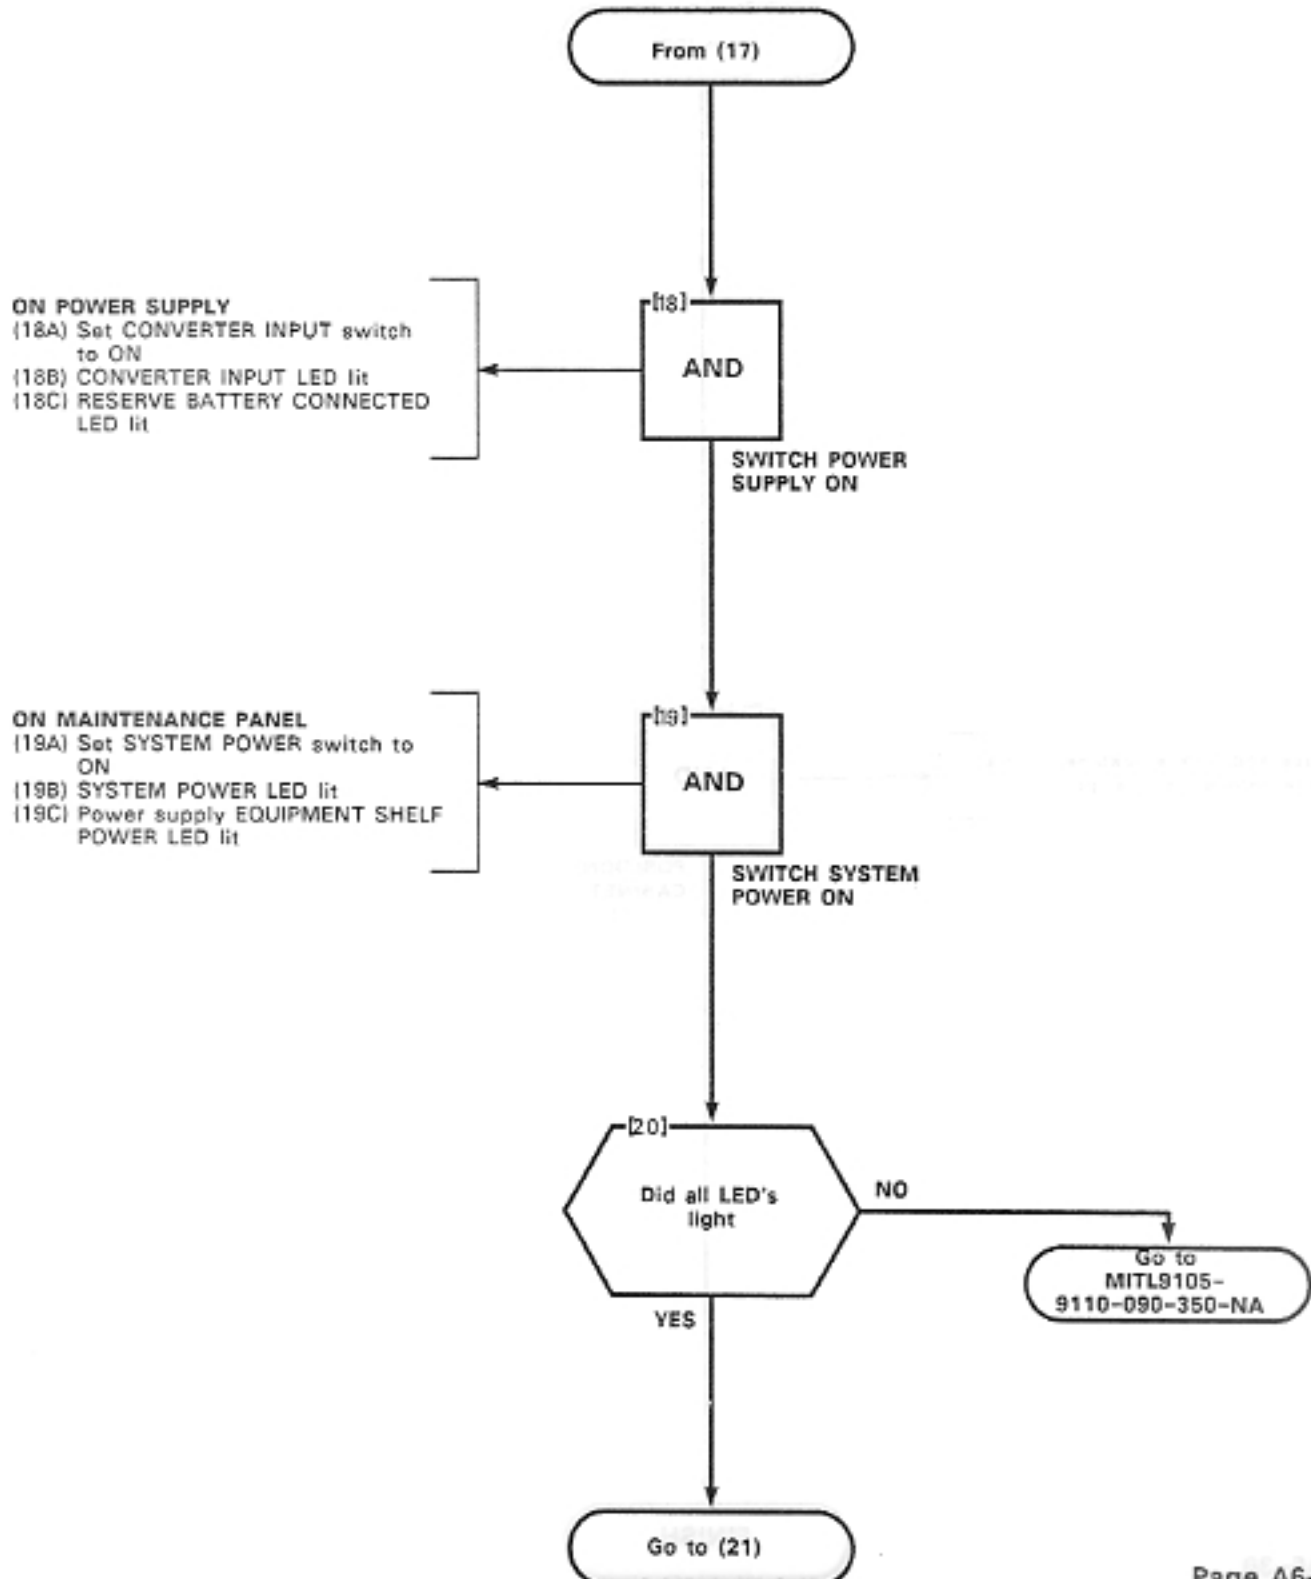 From (17)
[18]
AND
ON POWER SUPPLY
(18A) Set CONVERTER INPUT switch
to ON
(18B) CONVERTER INPUT LED lit
(18C) RESERVE BATTERY CONNECTED
LED lit
SWITCH POWER
SUPPLY ON
[19]
AND
ON MAINTENANCE PANEL
(19A) Set SYSTEM POWER switch to
ON
(19B) SYSTEM POWER LED lit
(19C) Power supply EQUIPMENT SHELF
POWER LED lit
SWITCH SYSTEM
POWER ON
[20]
Did all LED's
light
NO
Go to
MITL9105-
9110-090-350-NA
YES
Go to (21)
Page A6-